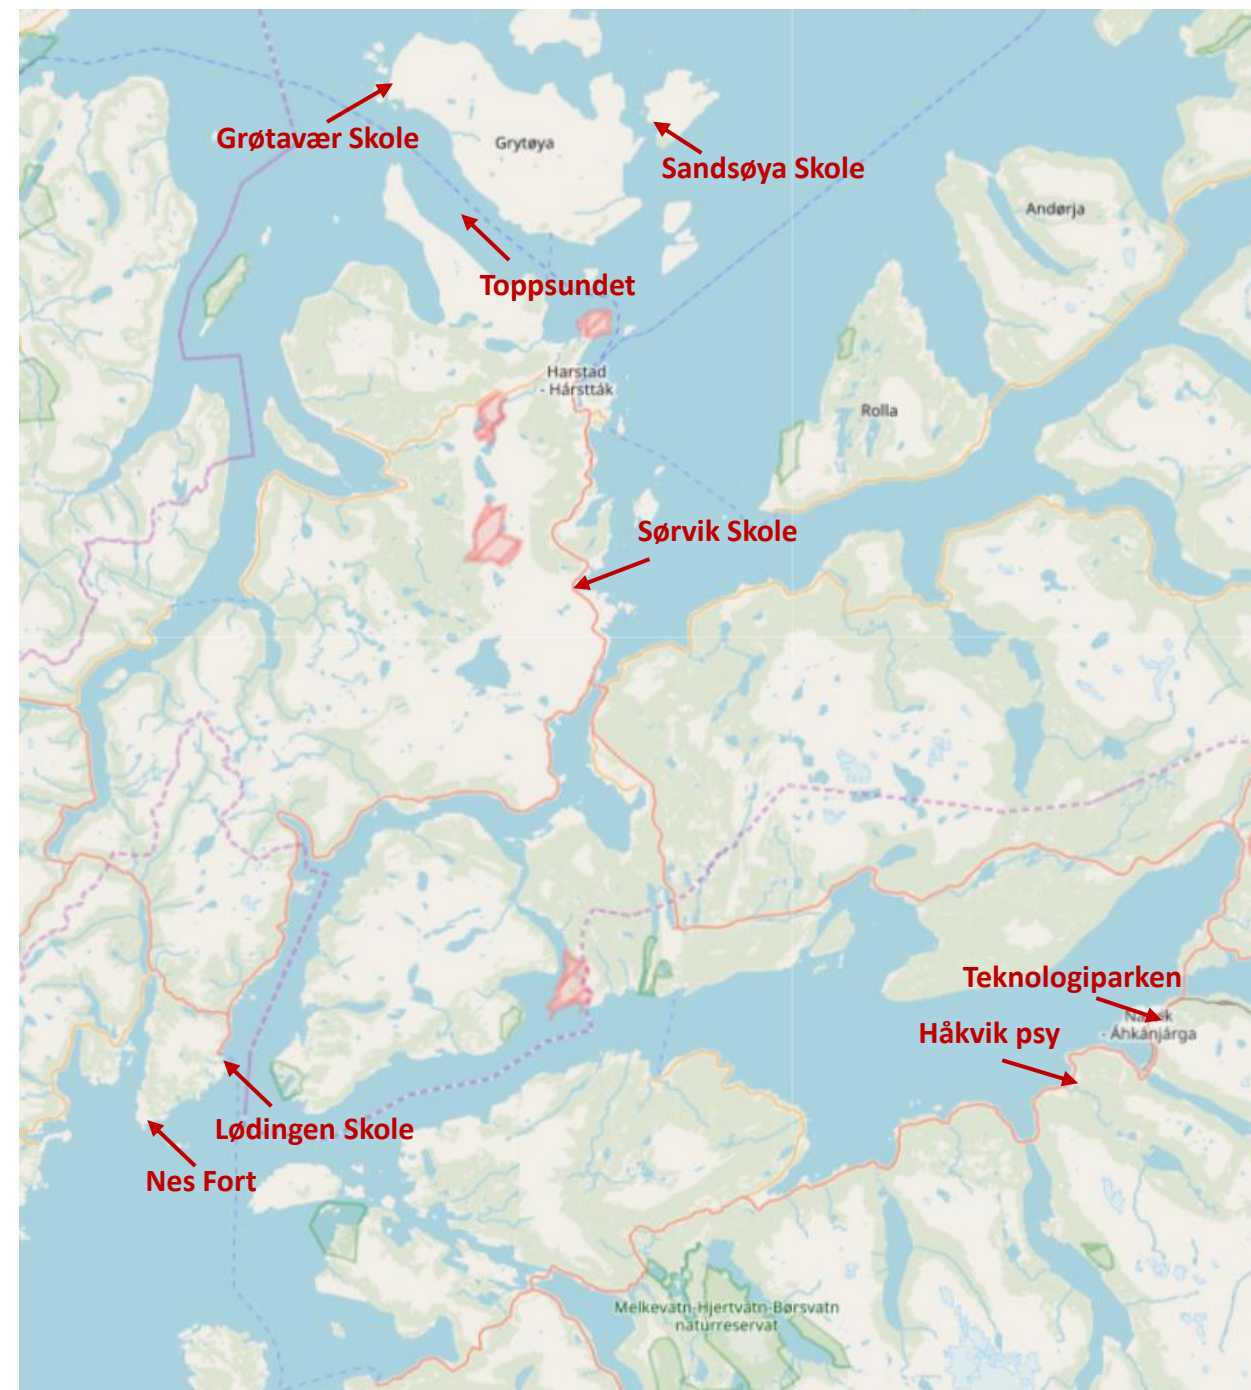 Grøtavær Skole
Grytøya
Sandsøya Skole
Andørja
Toppsundet
Harstad
- Hárstták
Rolla
Sørvik Skole
Teknologiparken
- Áhkánjárga
Håkvik psy
Lødingen Skole
Nes Fort
Melkevatn-Hjertvatn-Børsvatn
naturreservat